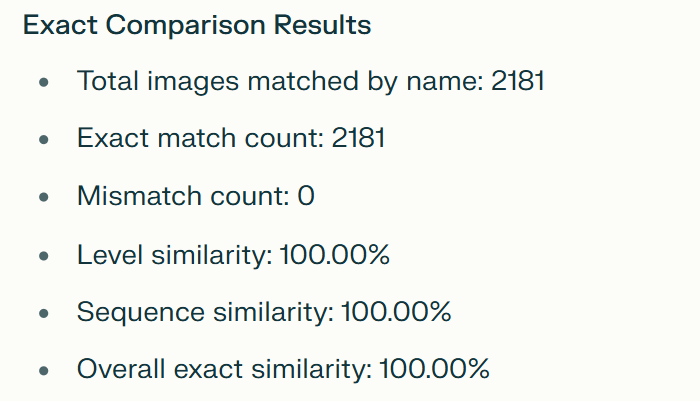 Exact Comparison Results
• Total images matched by name: 2181
• Exact match count: 2181
• Mismatch count: 0
• Level similarity: 100.00%
• Sequence similarity: 100.00%
• Overall exact similarity: 100.00%